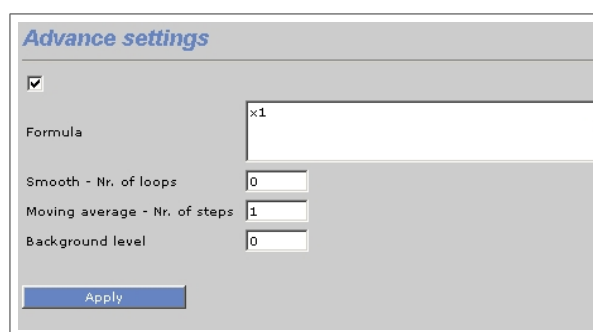 Advance settings
Formula
x1
Smooth - Nr. of loops 0
Moving average - Nr. of steps 1
Background level 0
Apply